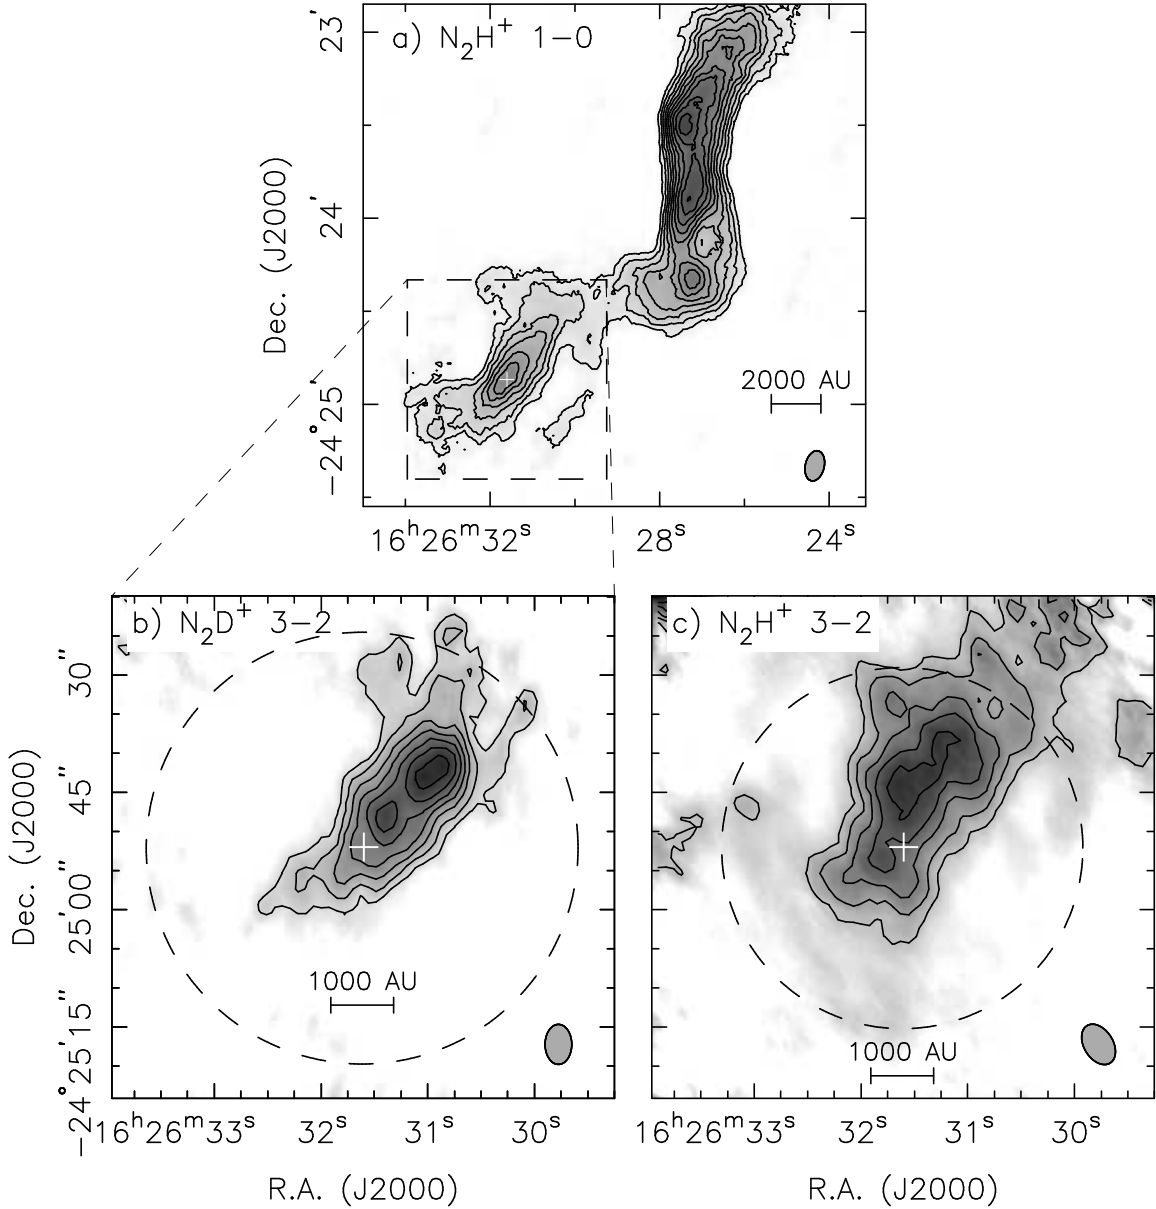 a) N₂H⁺ 1−0
23'
24'
−24°25'
Dec. (J2000)
2000 AU
16ʰ26ᵐ32ˢ 28ˢ 24ˢ
b) N₂D⁺ 3−2
30"
45"
25'00"
−24°25'15"
Dec. (J2000)
1000 AU
16ʰ26ᵐ33ˢ 32ˢ 31ˢ 30ˢ
R.A. (J2000)
c) N₂H⁺ 3−2
1000 AU
16ʰ26ᵐ33ˢ 32ˢ 31ˢ 30ˢ
R.A. (J2000)